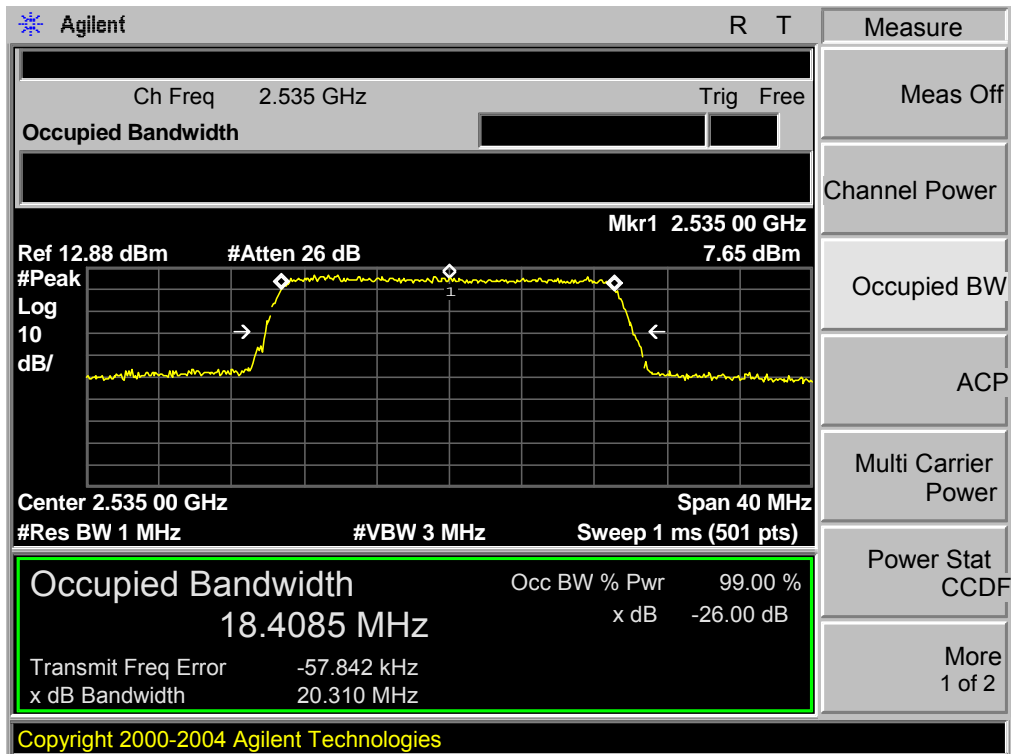 Agilent R T
Measure
Ch Freq 2.535 GHz Trig Free
Occupied Bandwidth
Mkr1 2.535 00 GHz
Ref 12.88 dBm #Atten 26 dB 7.65 dBm
#Peak
Log
10
dB/
1
Center 2.535 00 GHz Span 40 MHz
#Res BW 1 MHz #VBW 3 MHz Sweep 1 ms (501 pts)
Occupied Bandwidth Occ BW % Pwr 99.00 %
18.4085 MHz x dB -26.00 dB
Transmit Freq Error -57.842 kHz
x dB Bandwidth 20.310 MHz
Copyright 2000-2004 Agilent Technologies
Meas Off
Channel Power
Occupied BW
ACP
Multi Carrier
Power
Power Stat
CCDF
More
1 of 2